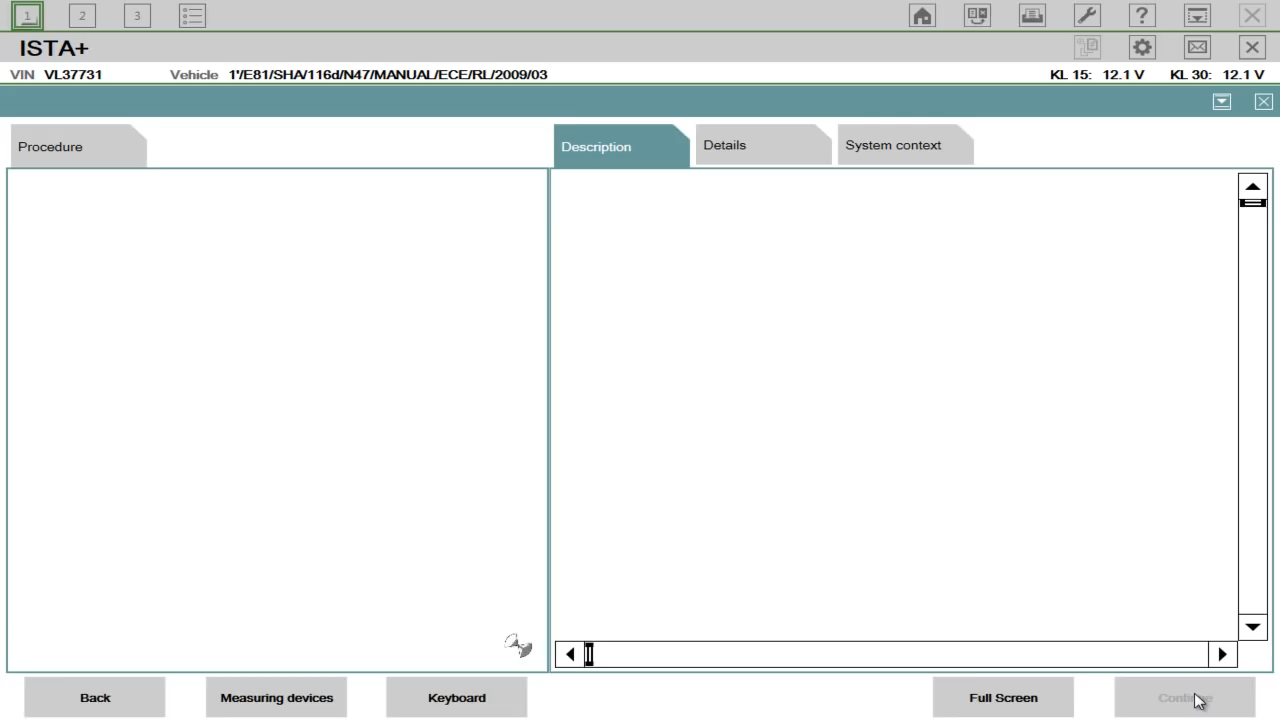 1 2 3
ISTA+
VIN VL37731 Vehicle 1'/E81/SHA/116d/N47/MANUAL/ECE/RL/2009/03 KL 15: 12.1 V KL 30: 12.1 V
Procedure Description Details System context
Back Measuring devices Keyboard Full Screen Continue